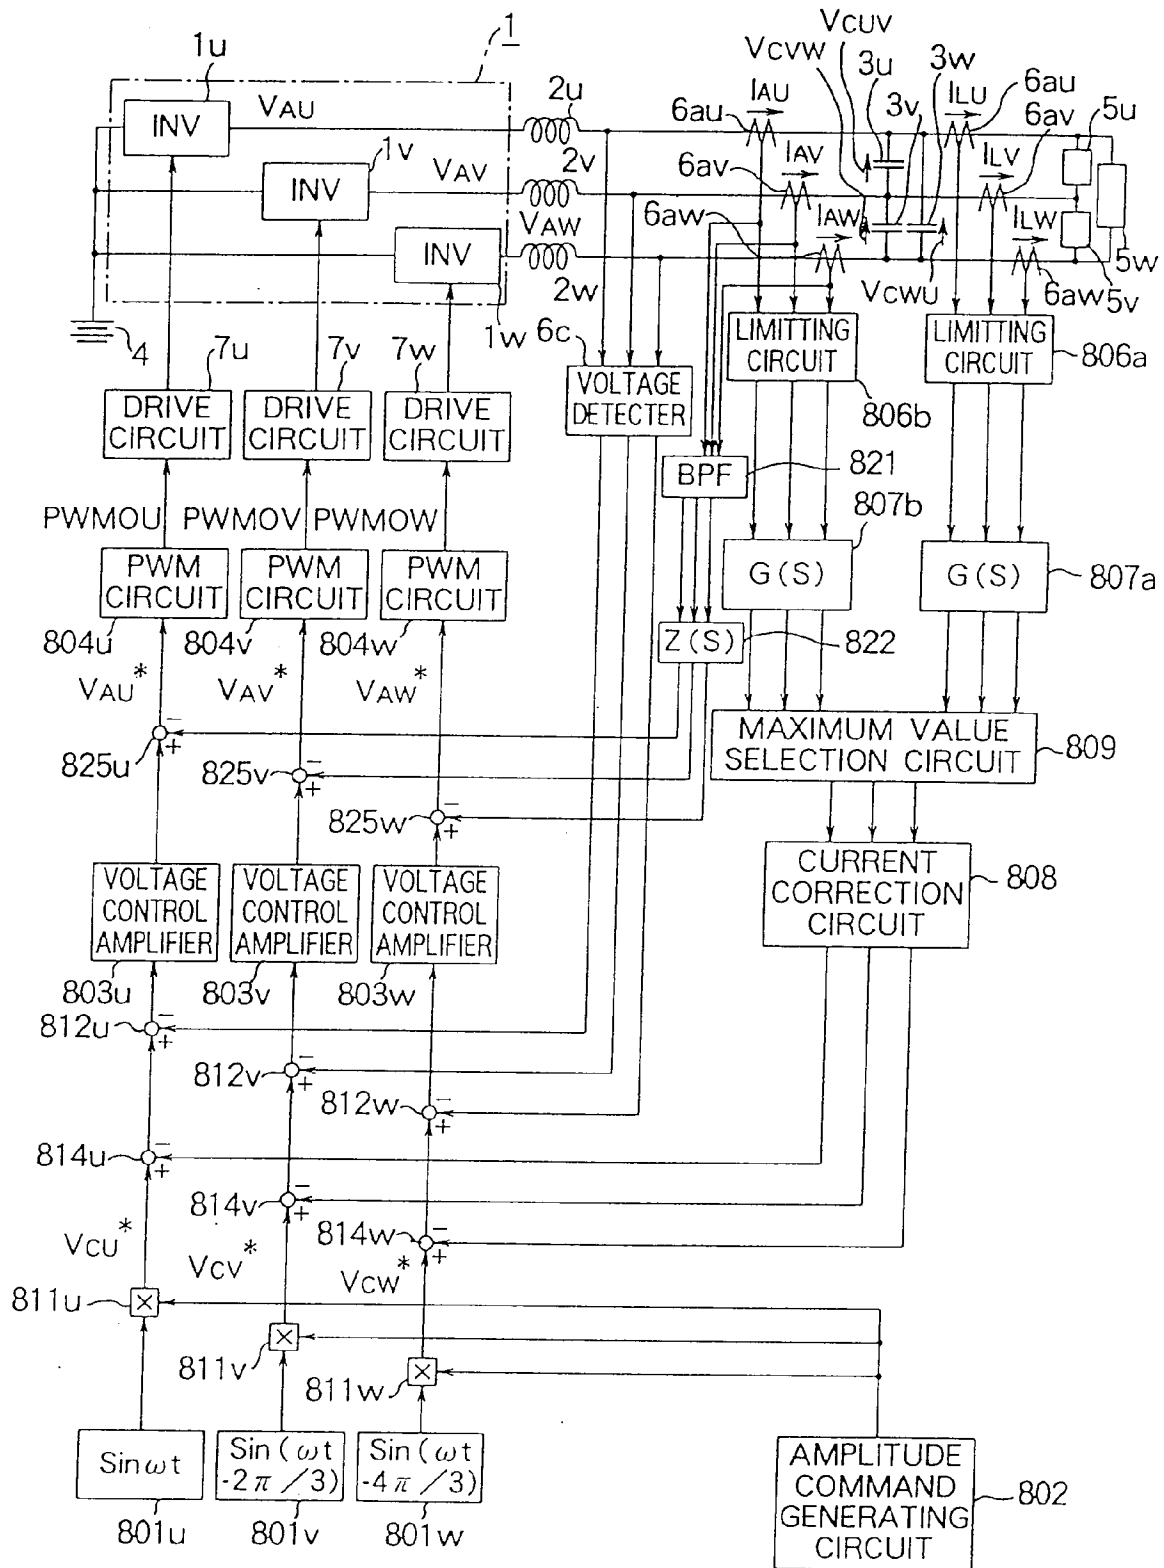 VCUV
VCVW
1
1u
VAU
INV
2u
6au
IAU
3u
3v
3w
ILU
6au
6av
5u
1v
VAV
INV
2v
6av
IAV
ILV
VAW
6aw
IAW
ILW
INV
2w
1w
VCWU
6aw
5v
5w
4
7u
7v
7w
6c
DRIVE
CIRCUIT
DRIVE
CIRCUIT
DRIVE
CIRCUIT
VOLTAGE
DETECTER
LIMITTING
CIRCUIT
806b
LIMITTING
CIRCUIT
806a
BPF
821
PWMOU
PWMOV
PWMOW
807b
PWM
CIRCUIT
PWM
CIRCUIT
PWM
CIRCUIT
G(S)
G(S)
807a
804u
804v
804w
Z(S)
822
VAU*
VAV*
VAW*
MAXIMUM VALUE
SELECTION CIRCUIT
809
-
+
825u
-
+
825v
-
+
825w
VOLTAGE
CONTROL
AMPLIFIER
VOLTAGE
CONTROL
AMPLIFIER
VOLTAGE
CONTROL
AMPLIFIER
CURRENT
CORRECTION
CIRCUIT
808
803u
803v
803w
812u
-
+
812v
-
+
812w
-
+
814u
-
+
814v
-
+
814w
-
+
VCU*
VCV*
VCW*
811u
×
811v
×
811w
×
Sinωt
Sin(ωt
-2π/3)
Sin(ωt
-4π/3)
AMPLITUDE
COMMAND
GENERATING
CIRCUIT
802
801u
801v
801w